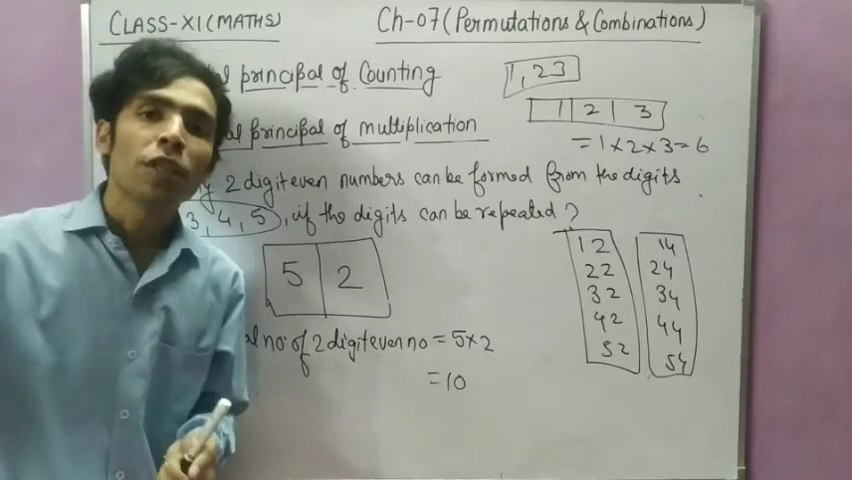 CLASS-XI (MATHS)
Ch-07 (Permutations & Combinations)
principal of Counting
1, 23
1 2 3
principal of multiplication
= 1 × 2 × 3 = 6
2 digit even numbers can be formed from the digits
3, 4, 5, if the digits can be repeated?
5 2
12 14
22 24
32 34
42 44
52 54
no of 2 digit even no = 5 × 2
= 10